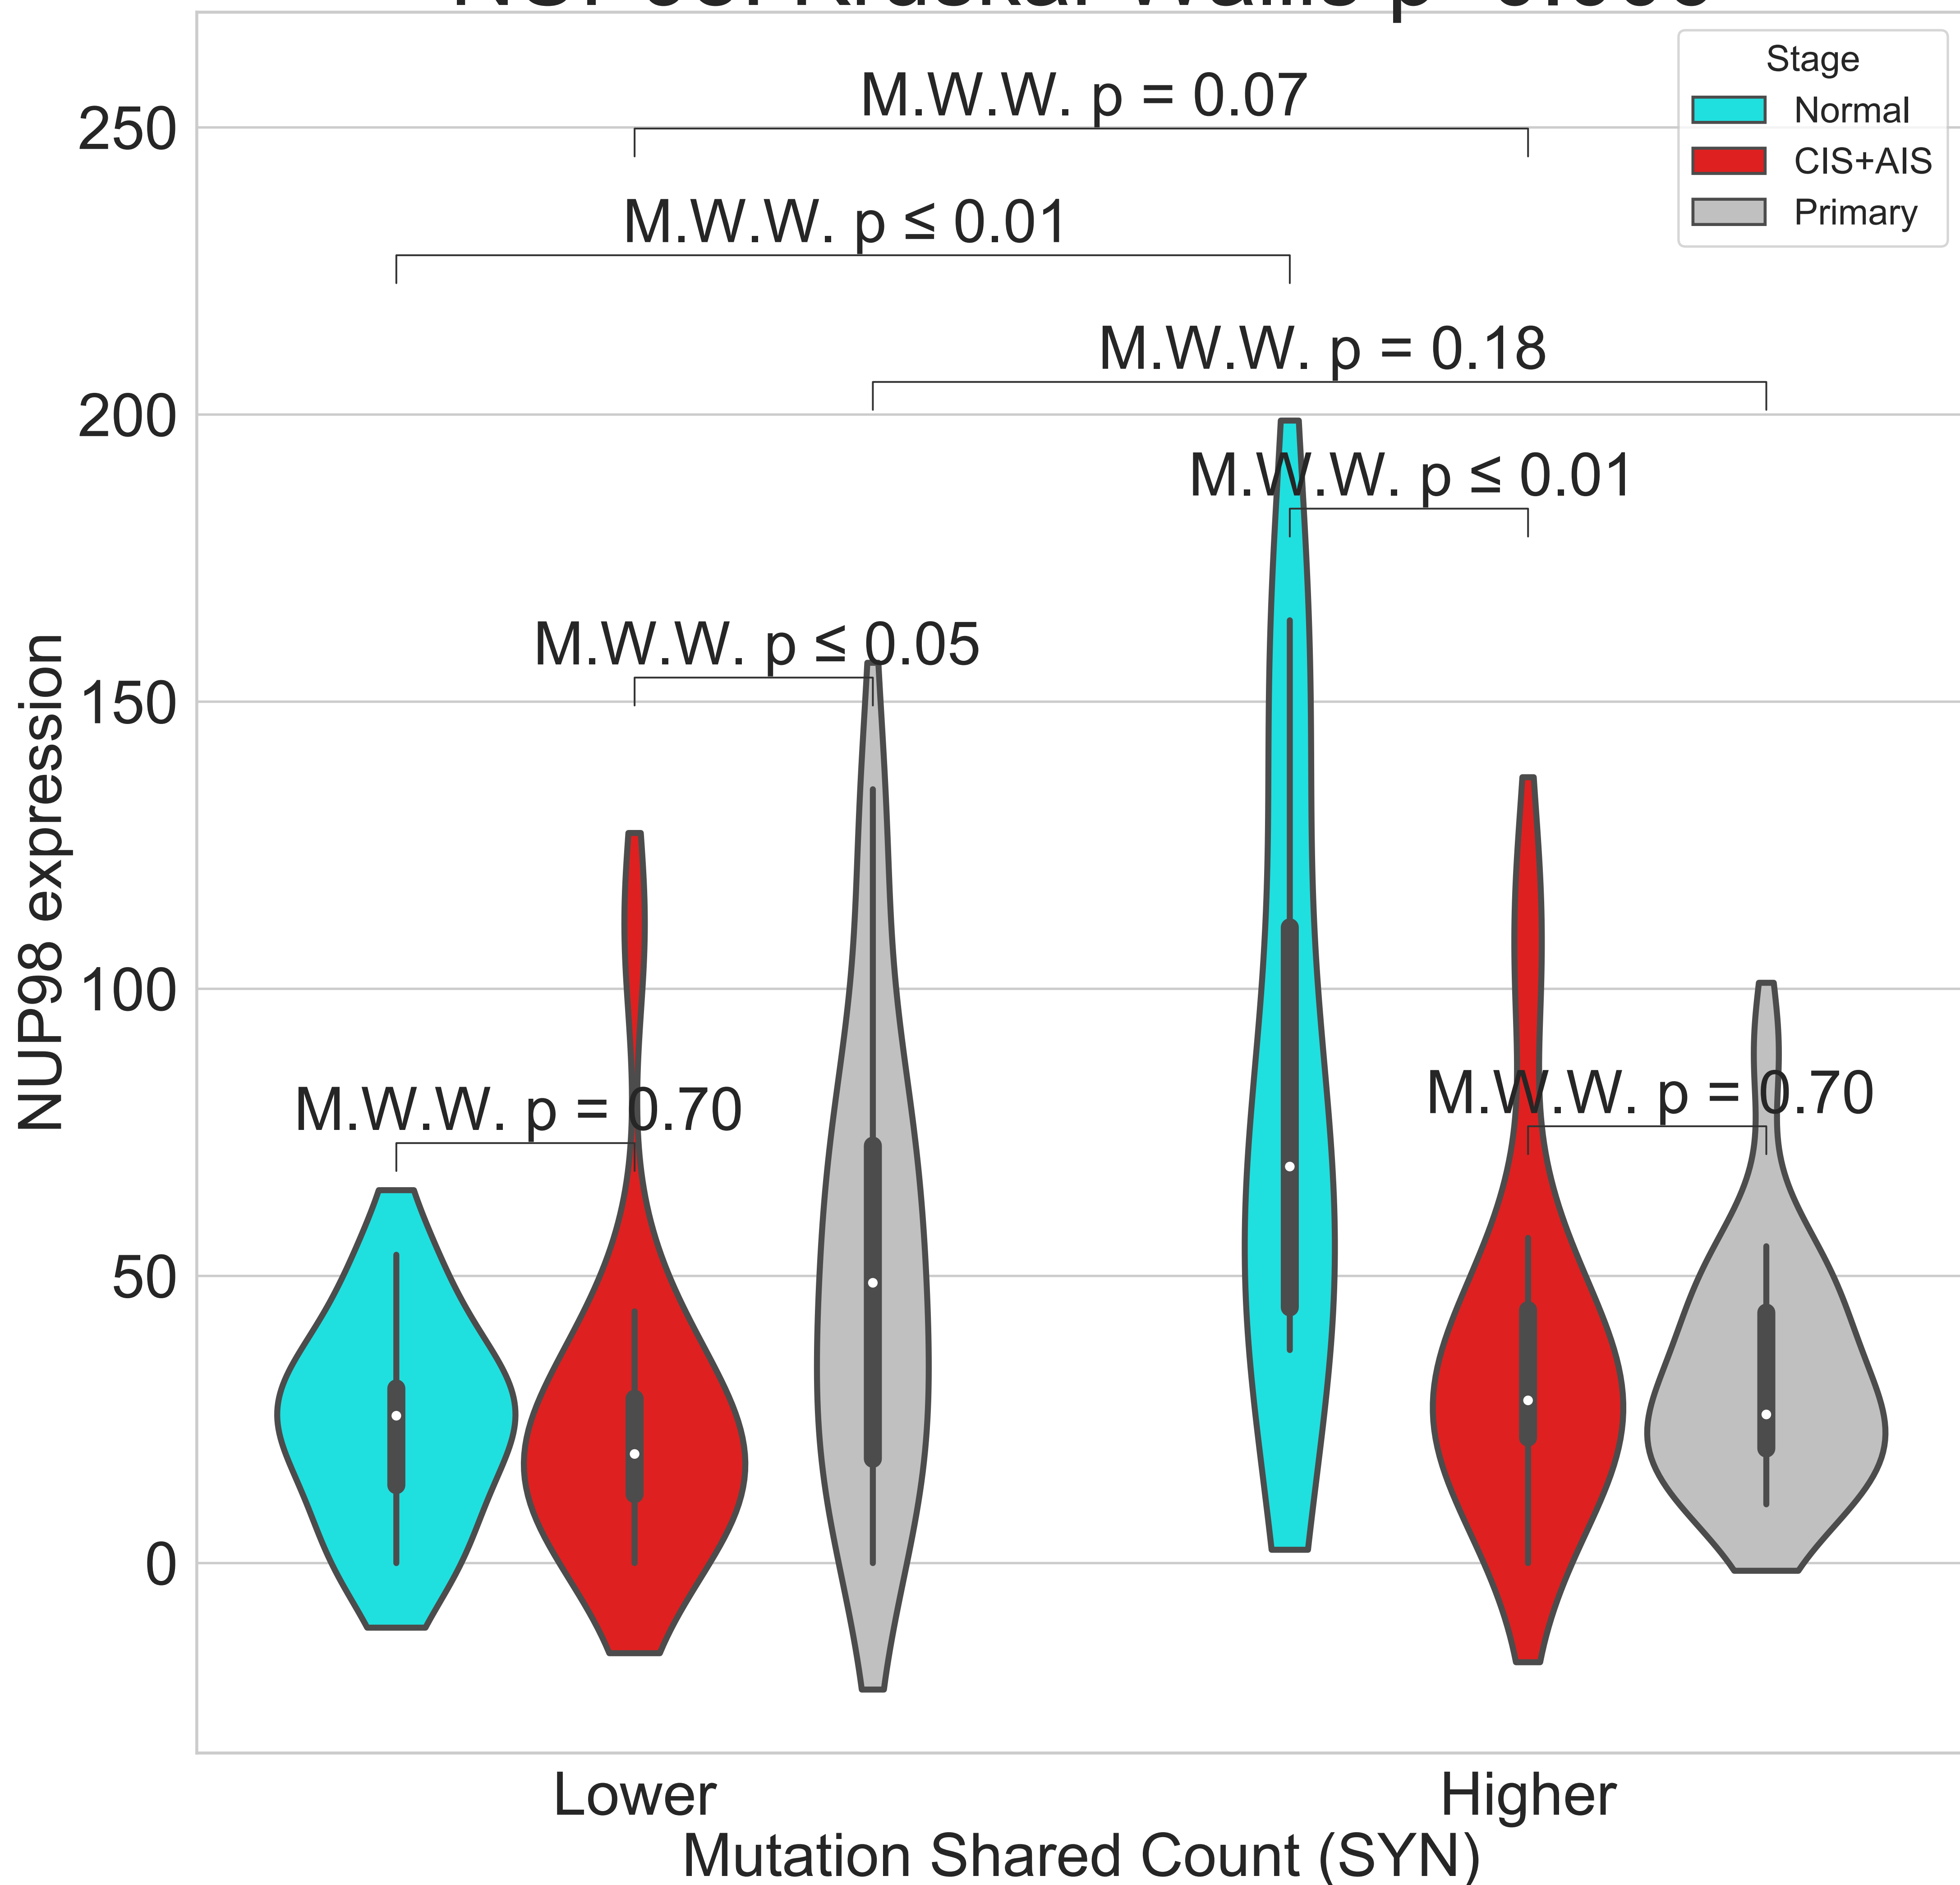 M.W.W. p = 0.07
M.W.W. p ≤ 0.01
M.W.W. p = 0.18
M.W.W. p ≤ 0.01
M.W.W. p ≤ 0.05
M.W.W. p = 0.70
M.W.W. p = 0.70
Stage
Normal
CIS+AIS
Primary
NUP98 expression
250
200
150
100
50
0
Lower
Higher
Mutation Shared Count (SYN)